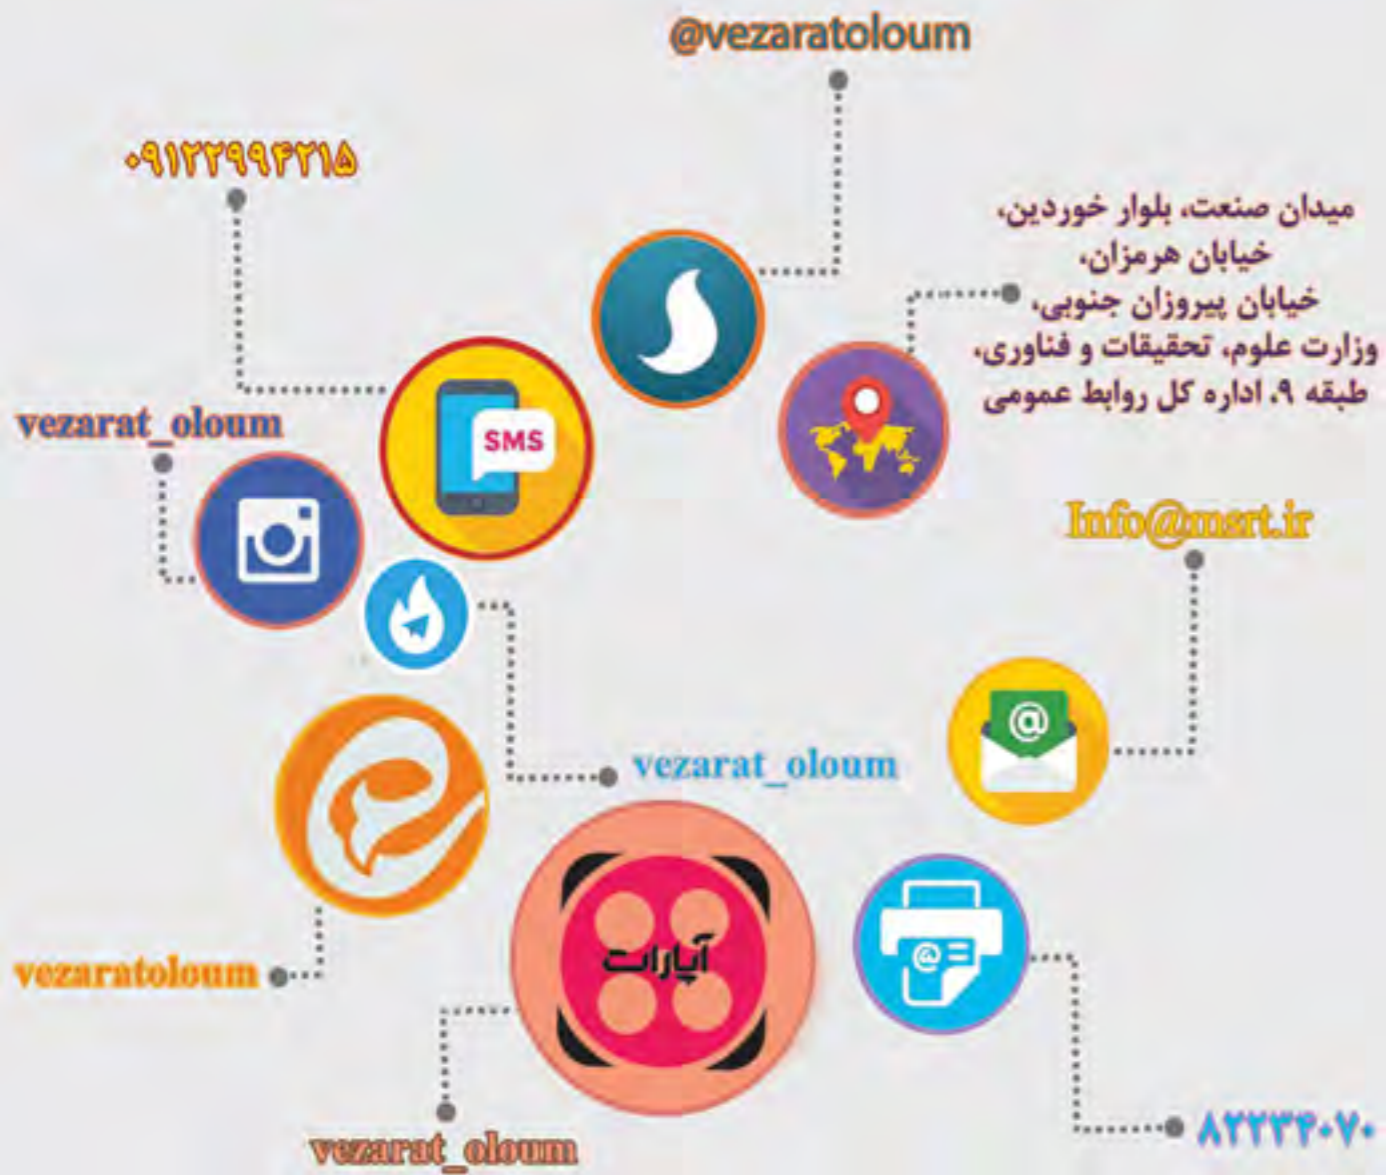 @vezaratoloum
۰۹۱۲۲۹۹۴۲۱۵
میدان صنعت، بلوار خوردین،
خیابان هرمزان،
خیابان پیروزان جنوبی،
وزارت علوم، تحقیقات و فناوری،
طبقه ۹، اداره کل روابط عمومی
vezarat_oloum
SMS
Info@msrt.ir
@
vezarat_oloum
آپارات
@
vezaratoloum
vezarat_oloum
۸۲۲۳۴۰۷۰